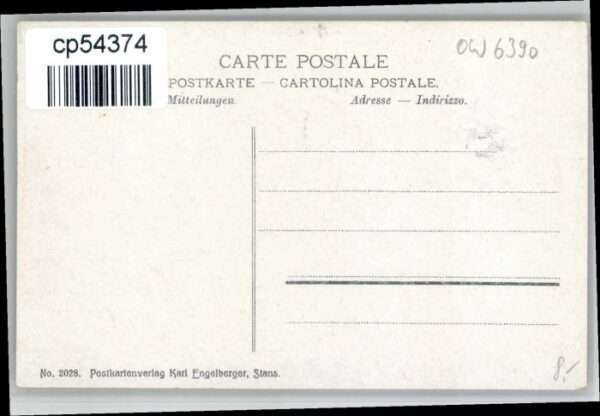 cp54374
OW 6390
CARTE POSTALE
POSTKARTE — CARTOLINA POSTALE.
Mitteilungen
Adresse — Indirizzo.
No. 2028. Postkartenverlag Karl Engelberger, Stans.
8.-